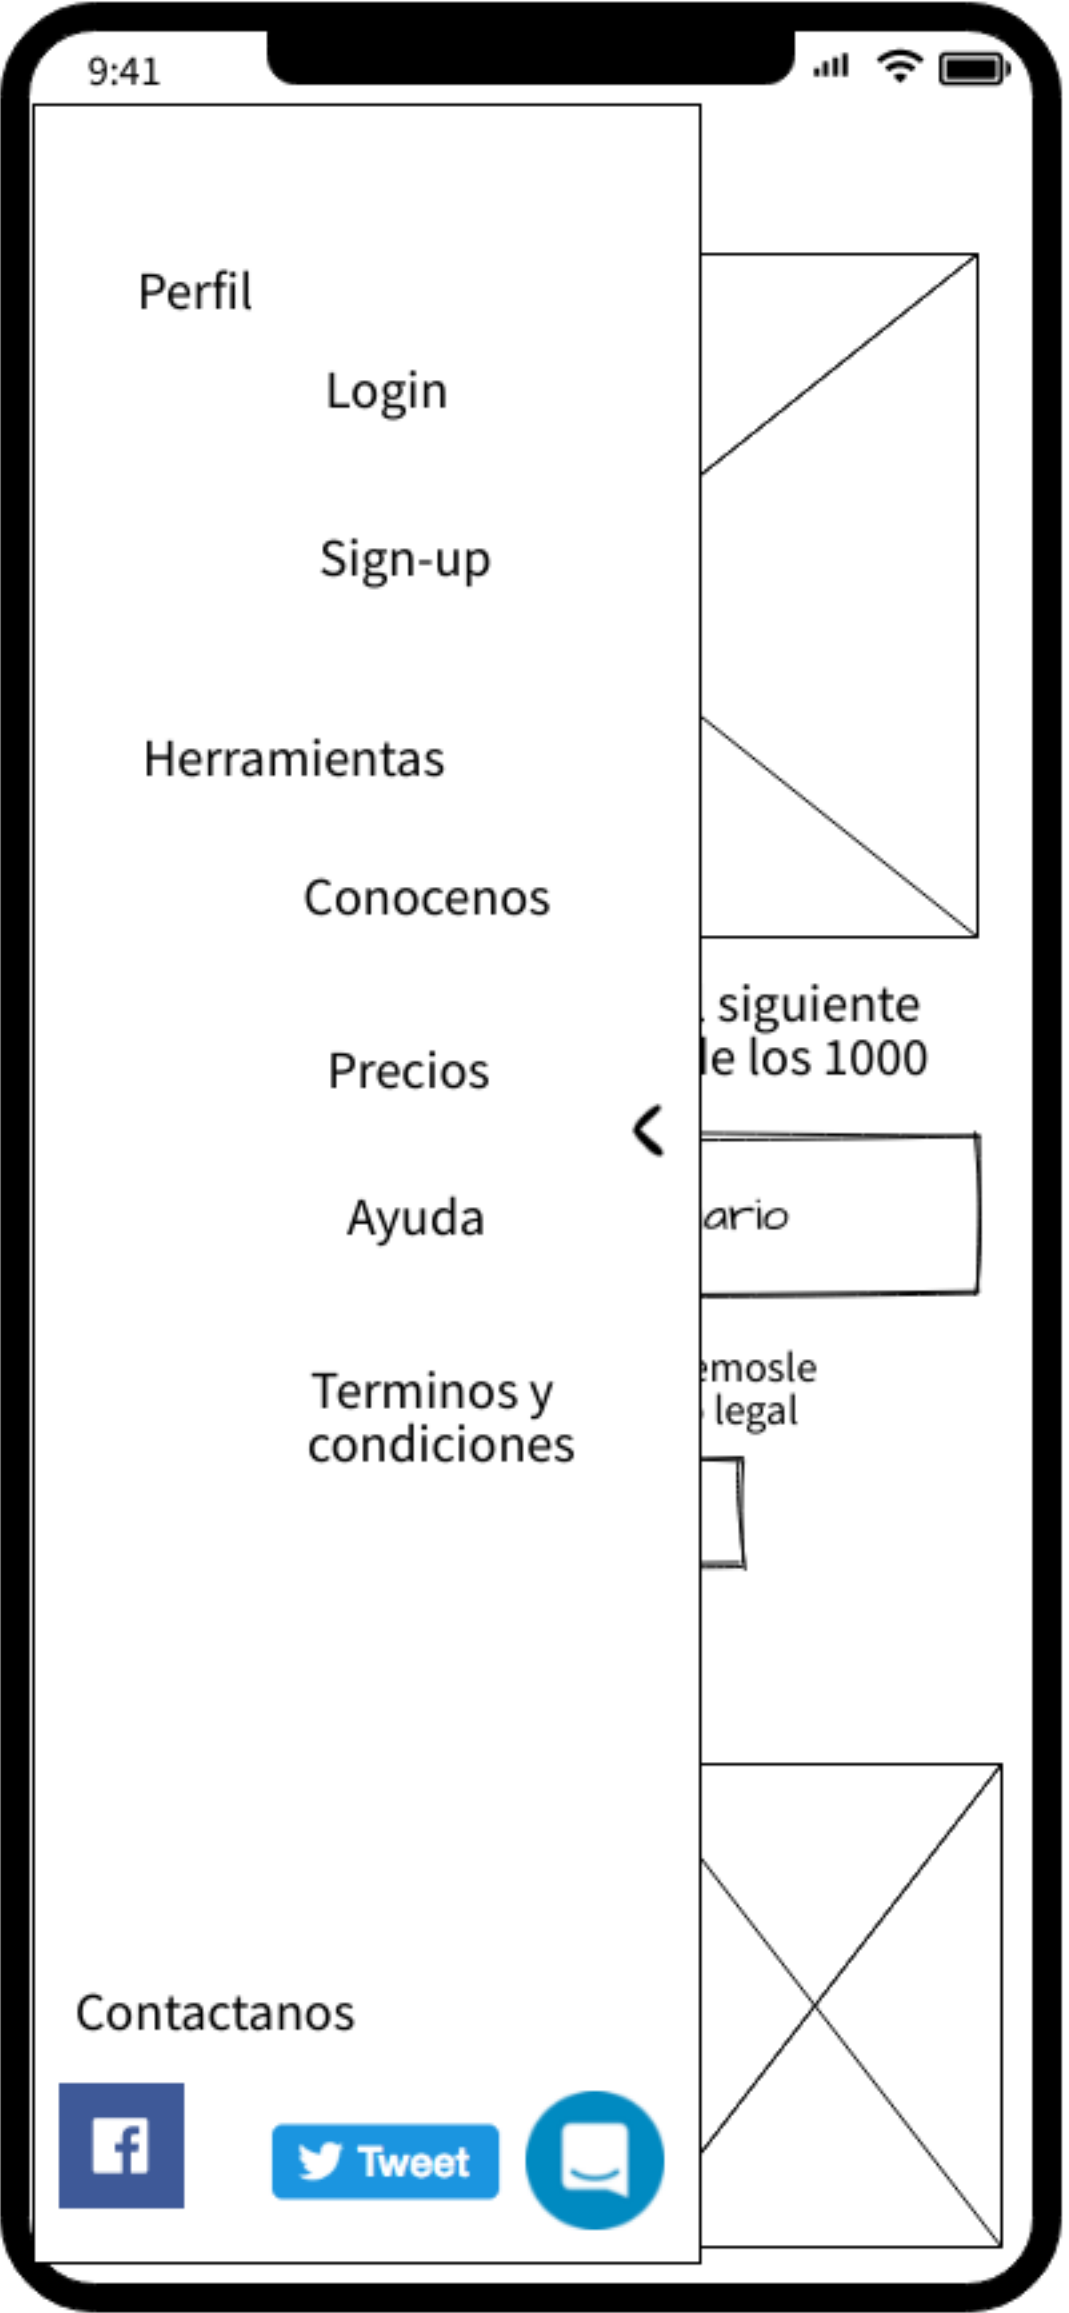 9:41
Perfil
Login
Sign-up
Herramientas
Conocenos
siguiente
de los 1000
Precios
ario
Ayuda
emosle
legal
Terminos y
condiciones
Contactanos
Tweet